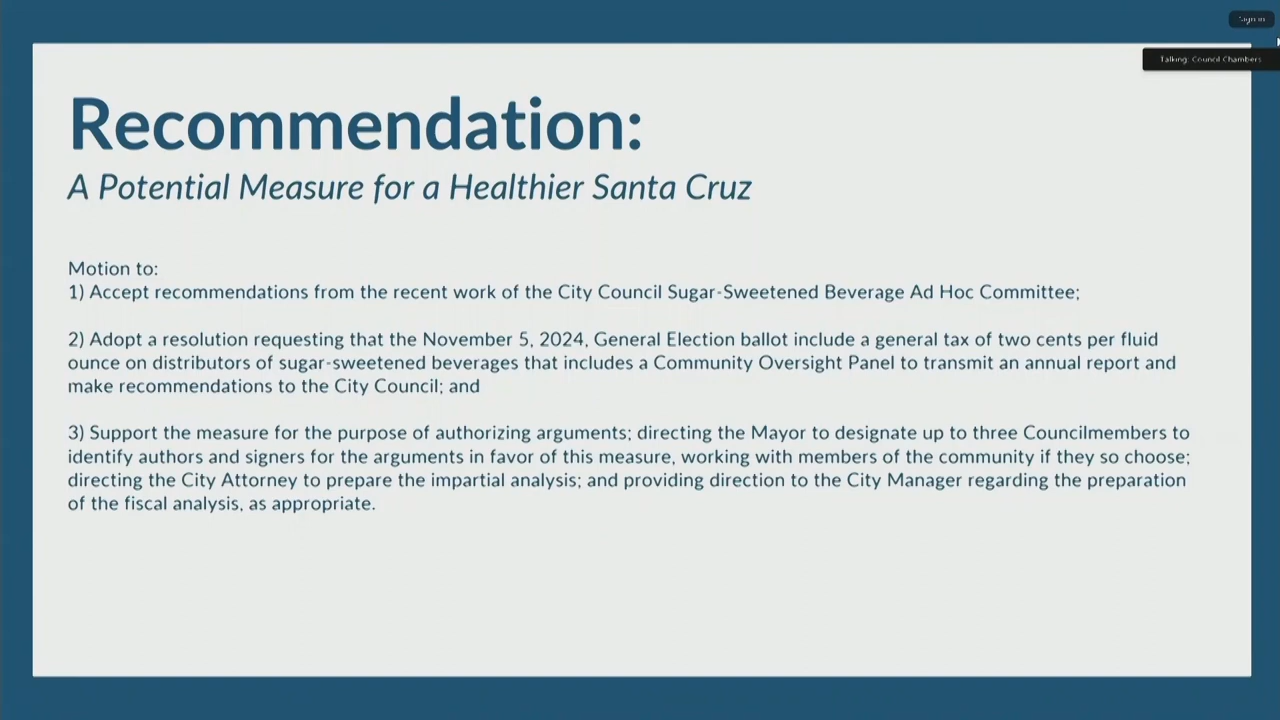 Sign in
Talking: Council Chambers
Recommendation:
A Potential Measure for a Healthier Santa Cruz
Motion to:
1) Accept recommendations from the recent work of the City Council Sugar-Sweetened Beverage Ad Hoc Committee;
2) Adopt a resolution requesting that the November 5, 2024, General Election ballot include a general tax of two cents per fluid
ounce on distributors of sugar-sweetened beverages that includes a Community Oversight Panel to transmit an annual report and
make recommendations to the City Council; and
3) Support the measure for the purpose of authorizing arguments; directing the Mayor to designate up to three Councilmembers to
identify authors and signers for the arguments in favor of this measure, working with members of the community if they so choose;
directing the City Attorney to prepare the impartial analysis; and providing direction to the City Manager regarding the preparation
of the fiscal analysis, as appropriate.